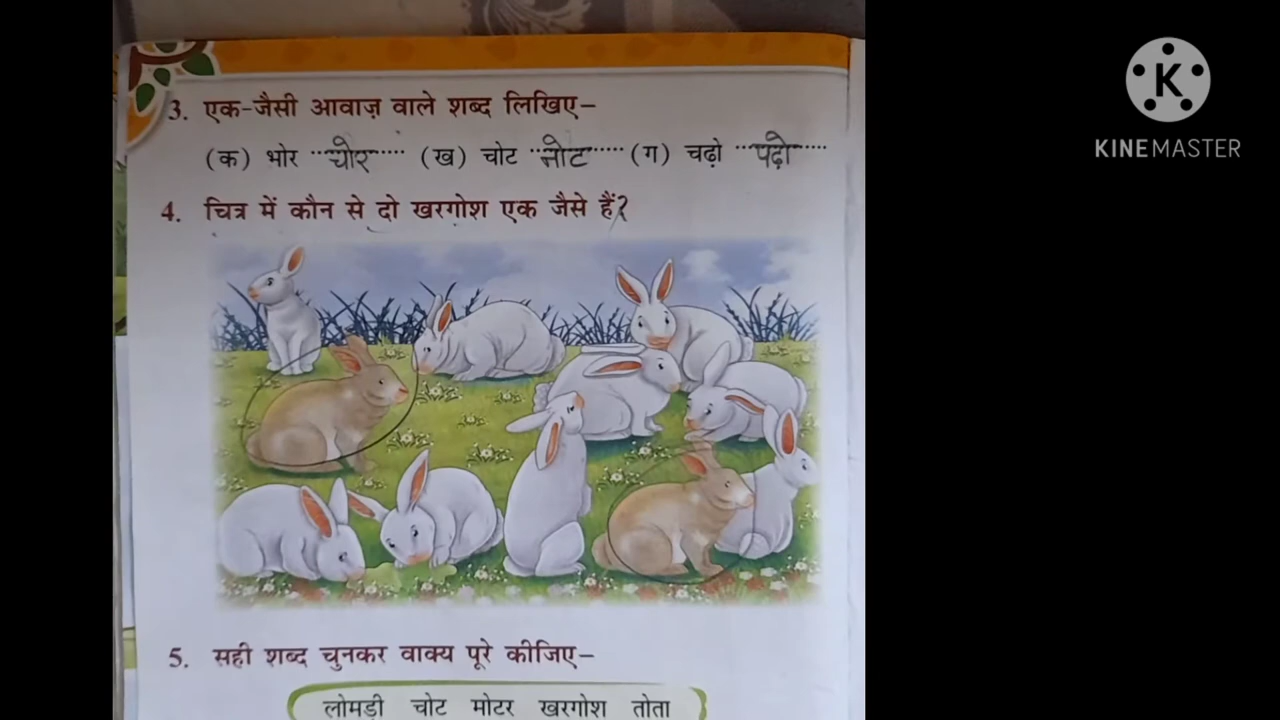 3. एक-जैसी आवाज़ वाले शब्द लिखिए–
(क) भोर चोर (ख) चोट नोट (ग) चढ़ो पढ़ो
4. चित्र में कौन से दो खरगोश एक जैसे हैं?
5. सही शब्द चुनकर वाक्य पूरे कीजिए–
लोमड़ी चोट मोटर खरगोश तोता
K
KINEMASTER